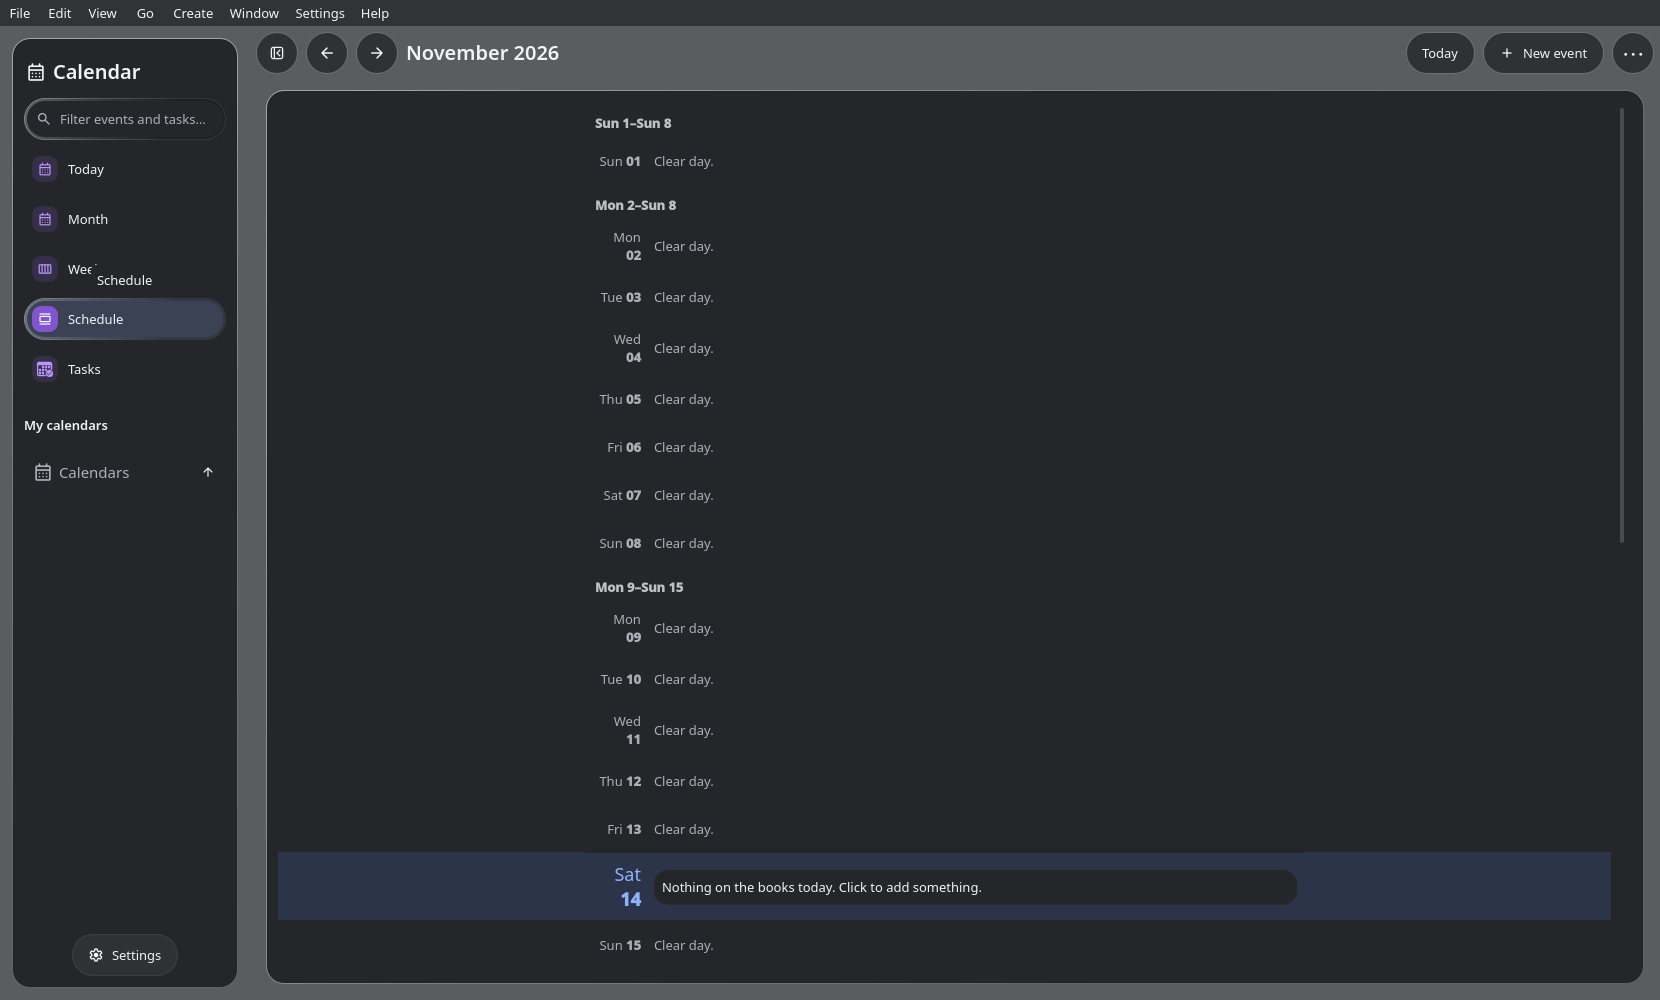 File Edit View Go Create Window Settings Help
Calendar
Filter events and tasks...
Today
Month
Schedule
Schedule
Tasks
My calendars
Calendars
Settings
November 2026
Today
New event
Sun 1–Sun 8
Sun 01 Clear day.
Mon 2–Sun 8
Mon 02 Clear day.
Tue 03 Clear day.
Wed 04 Clear day.
Thu 05 Clear day.
Fri 06 Clear day.
Sat 07 Clear day.
Sun 08 Clear day.
Mon 9–Sun 15
Mon 09 Clear day.
Tue 10 Clear day.
Wed 11 Clear day.
Thu 12 Clear day.
Fri 13 Clear day.
Sat 14 Nothing on the books today. Click to add something.
Sun 15 Clear day.